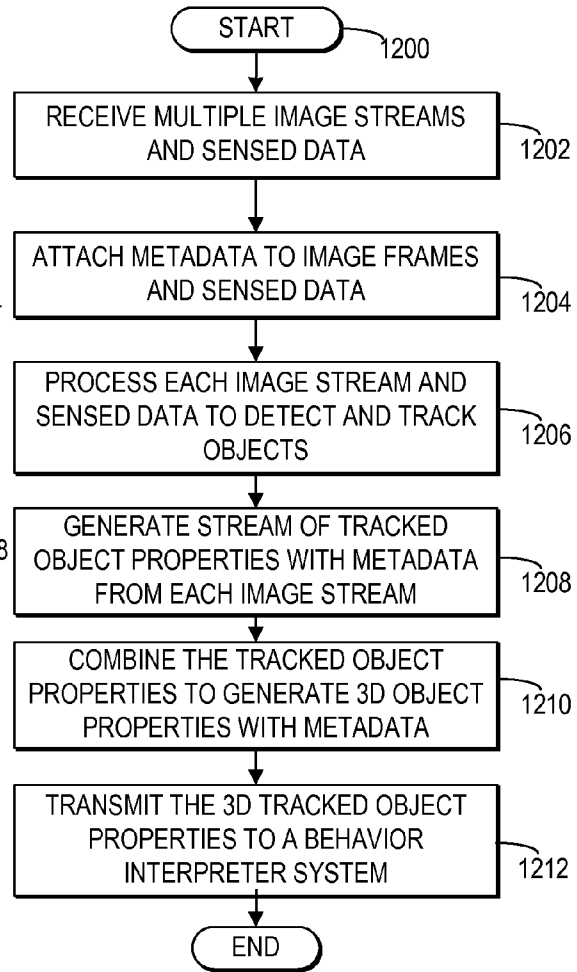 START
1200
RECEIVE MULTIPLE IMAGE STREAMS
AND SENSED DATA
1202
ATTACH METADATA TO IMAGE FRAMES
AND SENSED DATA
1204
PROCESS EACH IMAGE STREAM AND
SENSED DATA TO DETECT AND TRACK
OBJECTS
1206
8
GENERATE STREAM OF TRACKED
OBJECT PROPERTIES WITH METADATA
FROM EACH IMAGE STREAM
1208
COMBINE THE TRACKED OBJECT
PROPERTIES TO GENERATE 3D OBJECT
PROPERTIES WITH METADATA
1210
TRANSMIT THE 3D TRACKED OBJECT
PROPERTIES TO A BEHAVIOR
INTERPRETER SYSTEM
1212
END